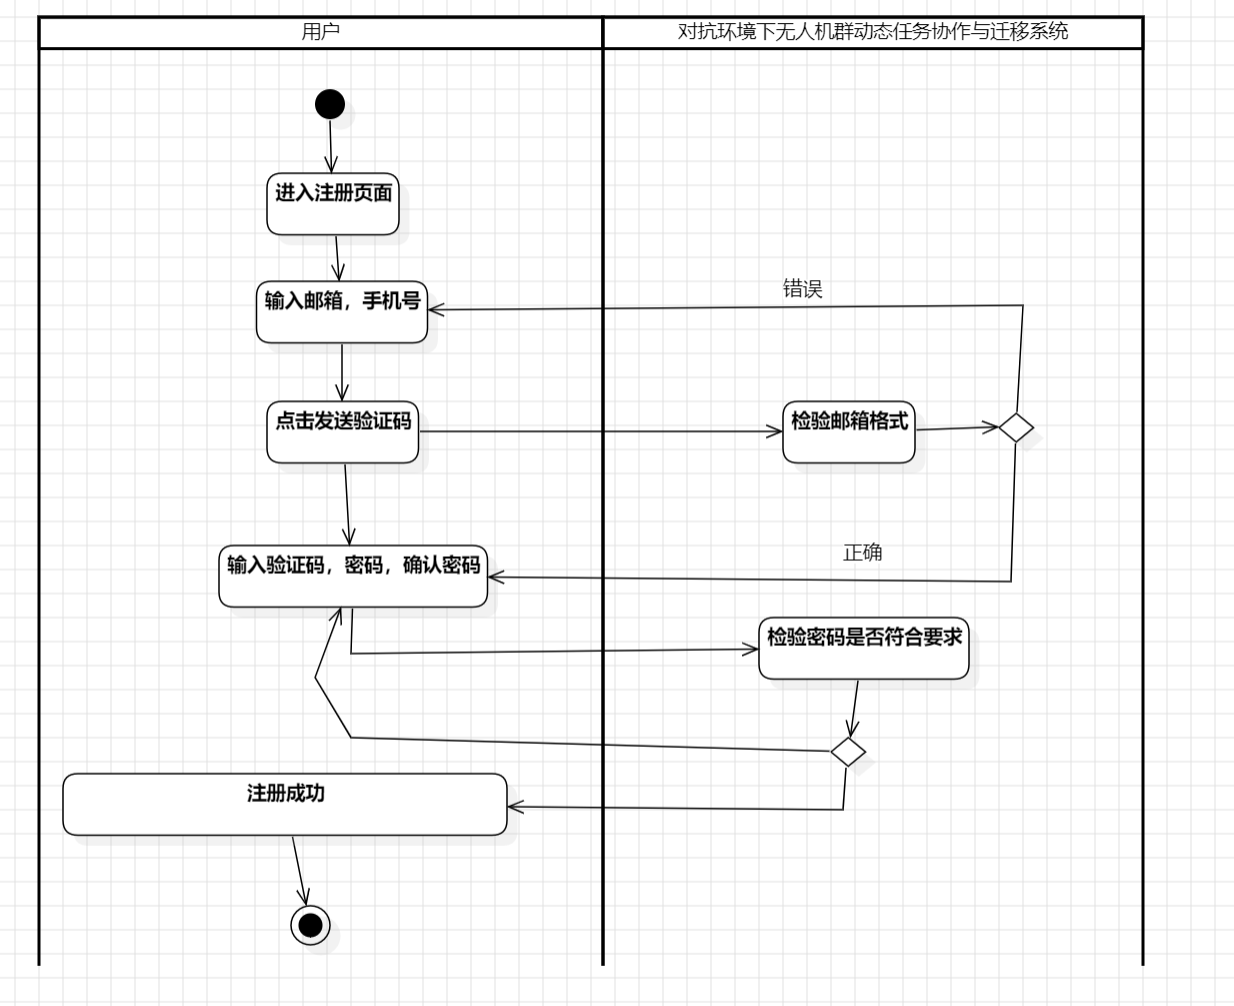 用户
对抗环境下无人机群动态任务协作与迁移系统
进入注册页面
输入邮箱，手机号
错误
点击发送验证码
检验邮箱格式
正确
输入验证码，密码，确认密码
检验密码是否符合要求
注册成功